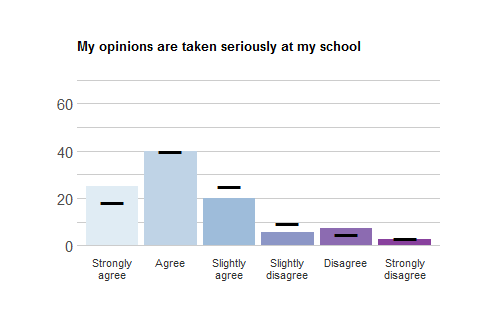 My opinions are taken seriously at my school
60
40
20
0
Strongly agree
Agree
Slightly agree
Slightly disagree
Disagree
Strongly disagree